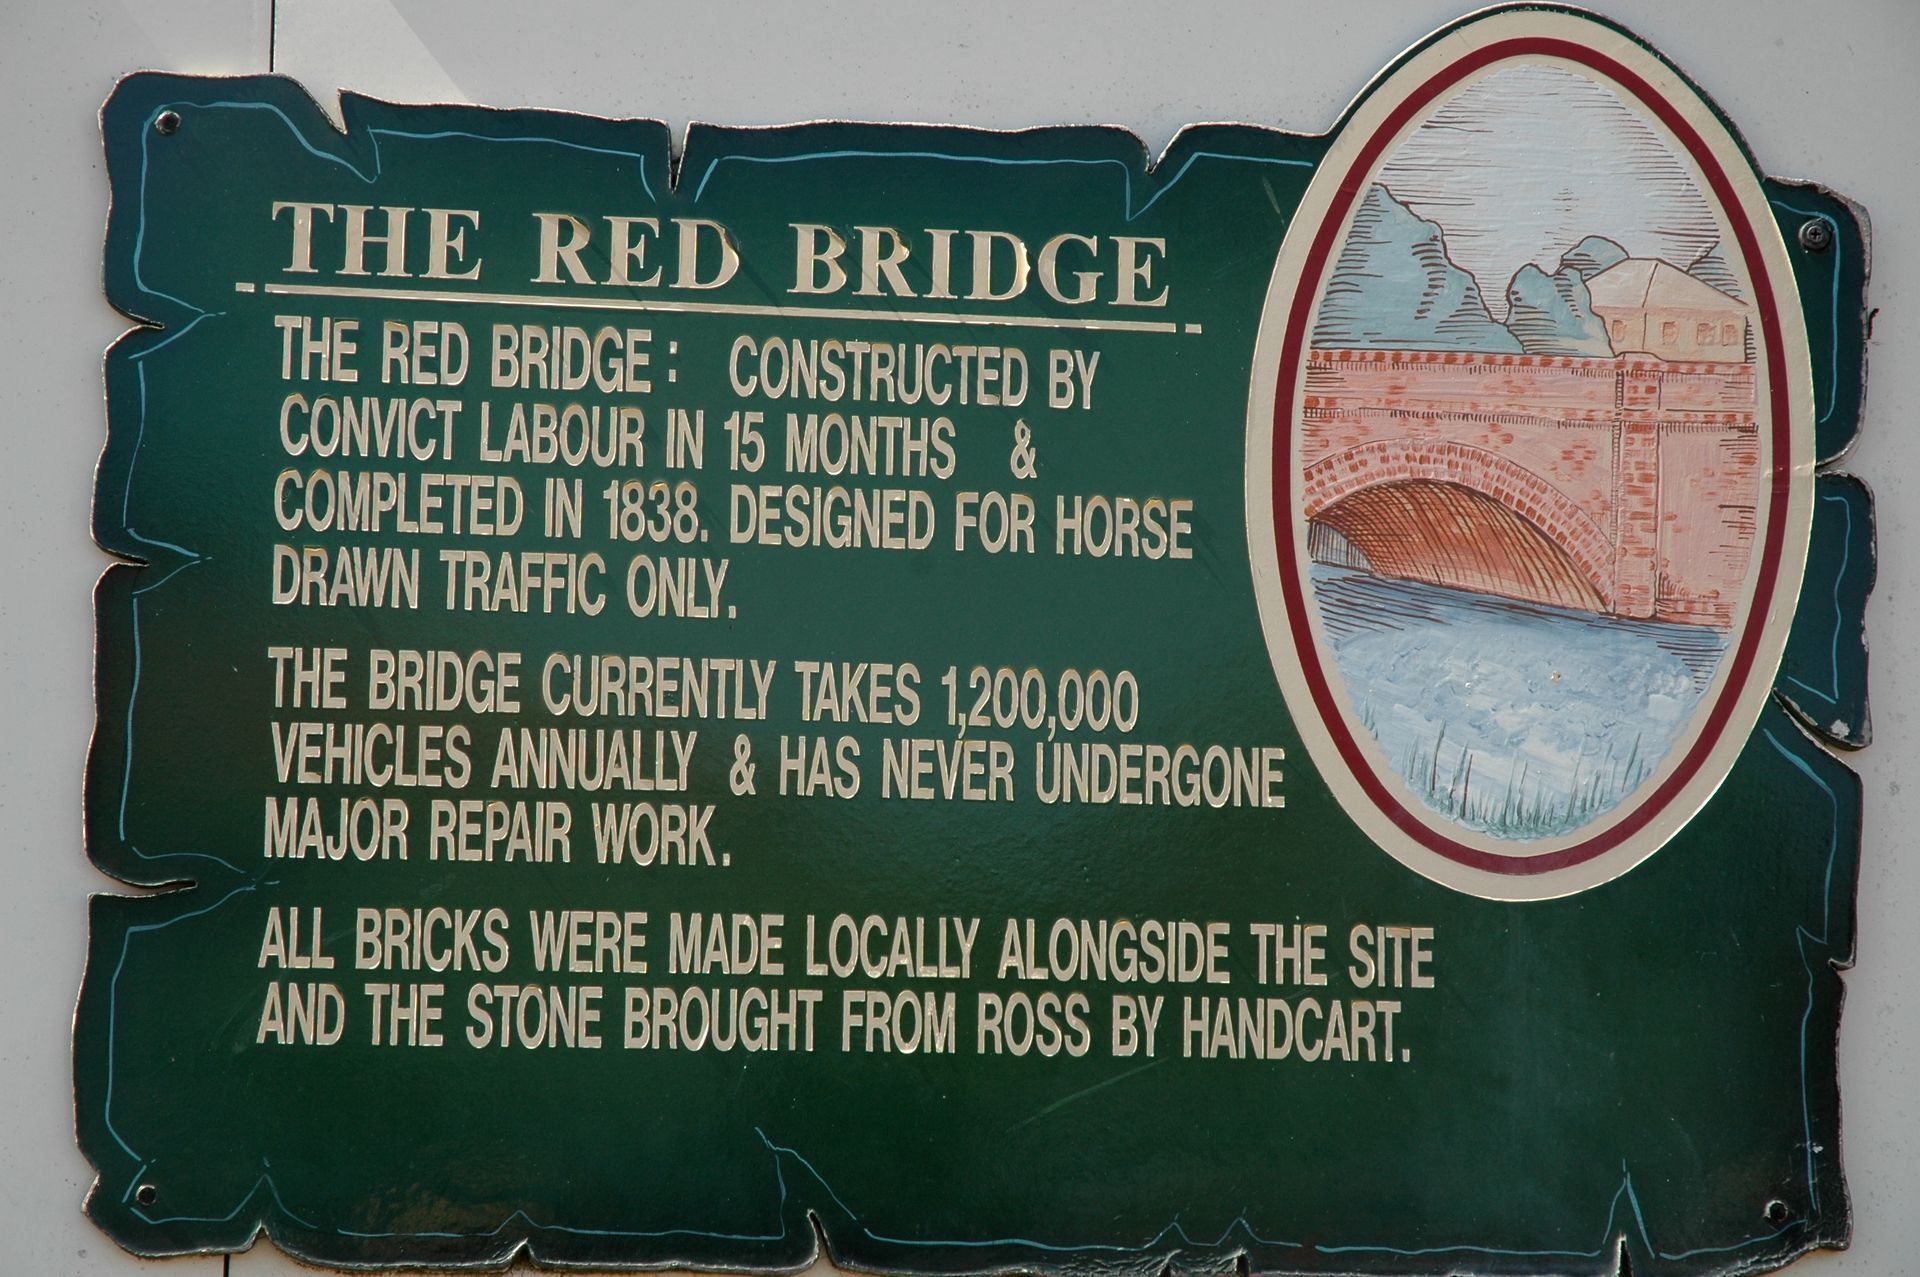 THE RED BRIDGE
THE RED BRIDGE: CONSTRUCTED BY
CONVICT LABOUR IN 15 MONTHS &
COMPLETED IN 1838. DESIGNED FOR HORSE
DRAWN TRAFFIC ONLY.
THE BRIDGE CURRENTLY TAKES 1,200,000
VEHICLES ANNUALLY & HAS NEVER UNDERGONE
MAJOR REPAIR WORK.
ALL BRICKS WERE MADE LOCALLY ALONGSIDE THE SITE
AND THE STONE BROUGHT FROM ROSS BY HANDCART.